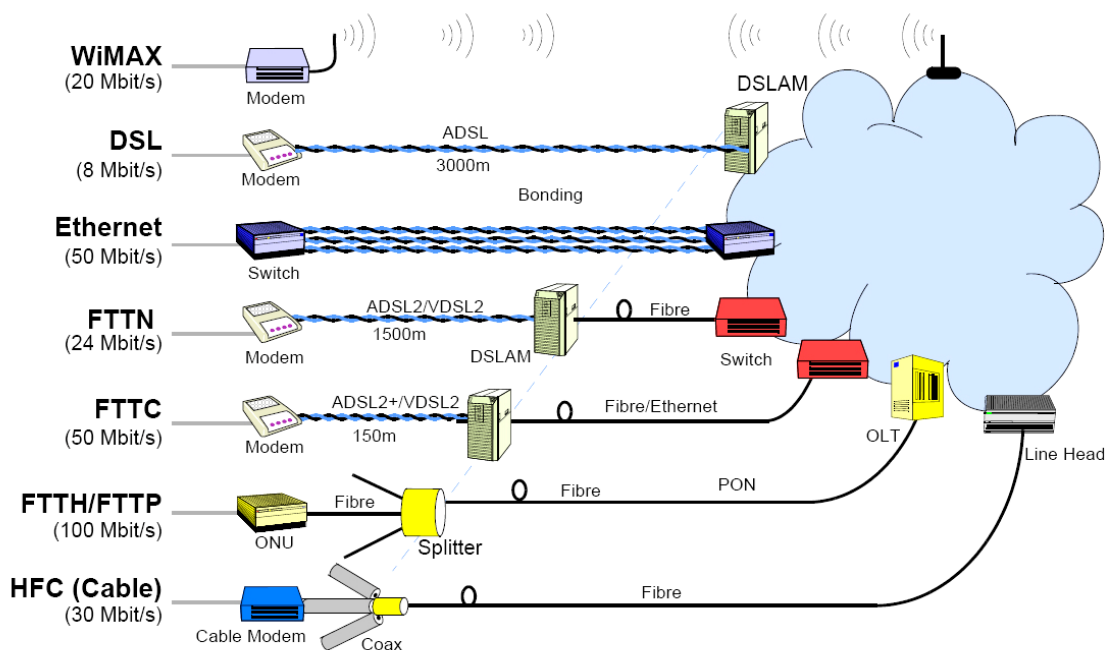 WiMAX
(20 Mbit/s)
Modem
DSLAM
DSL
(8 Mbit/s)
Modem
ADSL
3000m
Bonding
Ethernet
(50 Mbit/s)
Switch
FTTN
(24 Mbit/s)
Modem
ADSL2/VDSL2
1500m
DSLAM
Fibre
Switch
FTTC
(50 Mbit/s)
Modem
ADSL2+/VDSL2
150m
Fibre/Ethernet
OLT
Line Head
FTTH/FTTP
(100 Mbit/s)
ONU
Fibre
Splitter
Fibre
PON
HFC (Cable)
(30 Mbit/s)
Cable Modem
Coax
Fibre